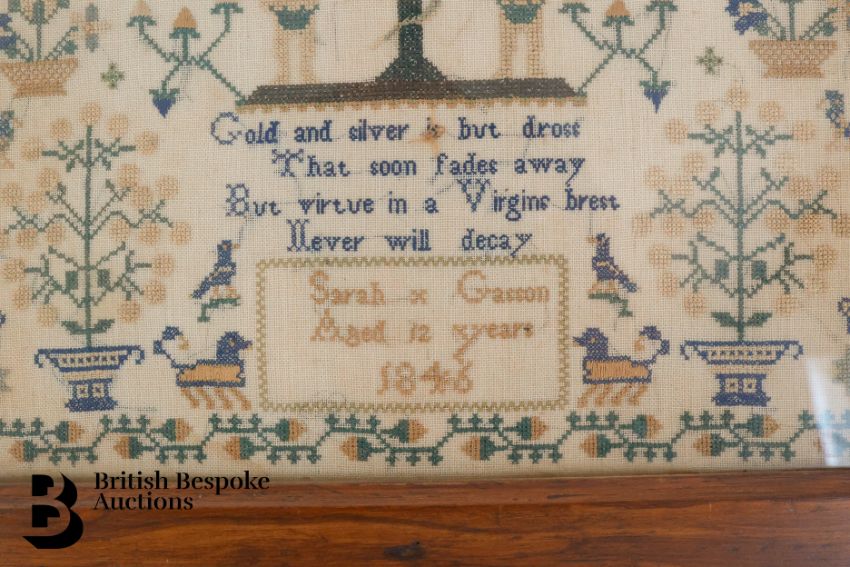 Gold and silver is but dross
That soon fades away
But virtue in a Virgins brest
Never will decay
Sarah x Gasson
Aged 12 years
1846
British Bespoke
Auctions